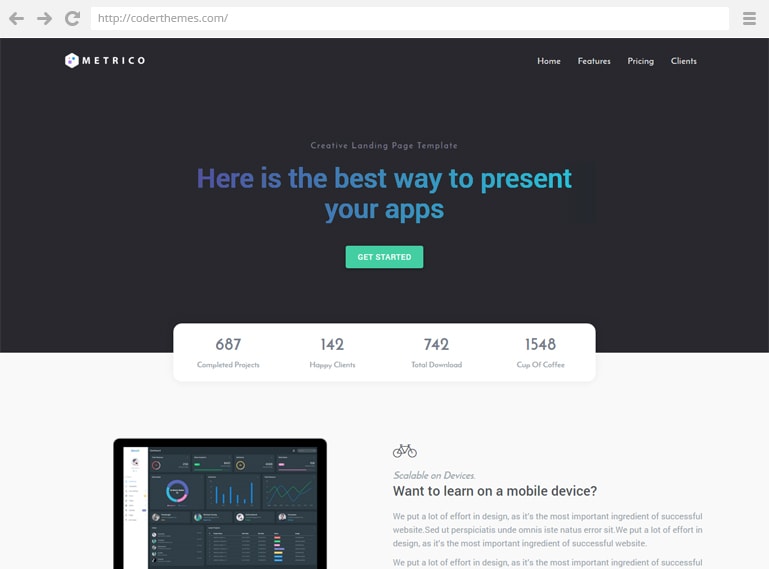 http://coderthemes.com/
METRICO
Home Features Pricing Clients
Creative Landing Page Template
Here is the best way to present
your apps
GET STARTED
687 142 742 1548
Completed Projects Happy Clients Total Download Cup Of Coffee
Scalable on Devices.
Want to learn on a mobile device?
We put a lot of effort in design, as it's the most important ingredient of successful
website.Sed ut perspiciatis unde omnis iste natus error sit.We put a lot of effort in
design, as it's the most important ingredient of successful website.
We put a lot of effort in design, as it's the most important ingredient of successful